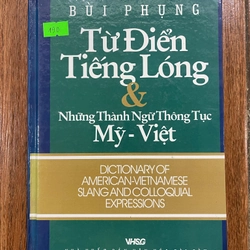 BÙI PHỤNG
Từ Điển
Tiếng Lóng
&
Những Thành Ngữ Thông Tục
Mỹ - Việt
DICTIONARY OF
AMERICAN-VIETNAMESE
SLANG AND COLLOQUIAL
EXPRESSIONS
VHSG